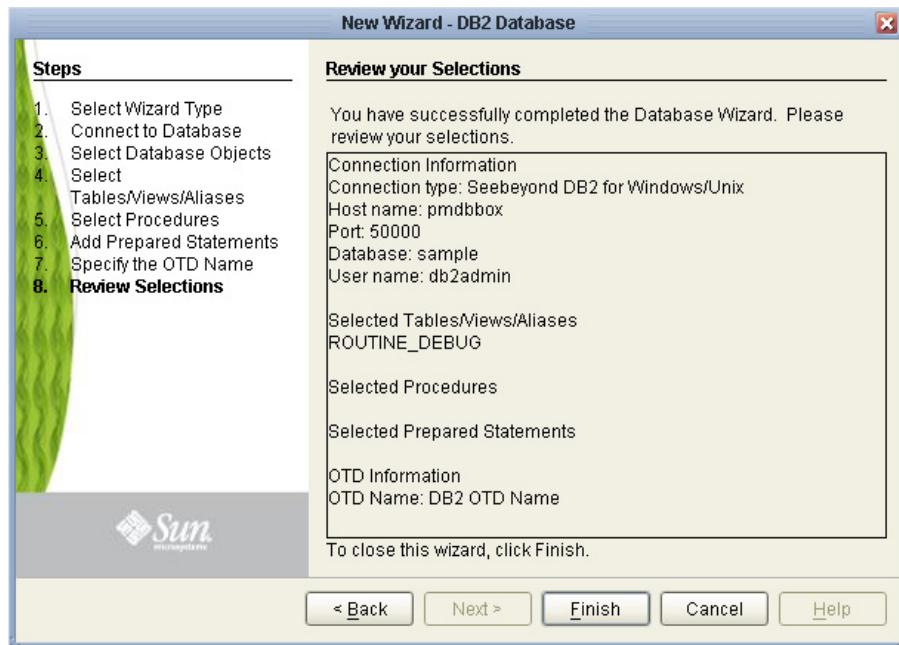 New Wizard - DB2 Database
Steps
1. Select Wizard Type
2. Connect to Database
3. Select Database Objects
4. Select
Tables/Views/Aliases
5. Select Procedures
6. Add Prepared Statements
7. Specify the OTD Name
8. Review Selections
Sun
microsystems
Review your Selections
You have successfully completed the Database Wizard. Please
review your selections.
Connection Information
Connection type: Seebeyond DB2 for Windows/Unix
Host name: pmdbbox
Port: 50000
Database: sample
User name: db2admin
Selected Tables/Views/Aliases
ROUTINE_DEBUG
Selected Procedures
Selected Prepared Statements
OTD Information
OTD Name: DB2 OTD Name
To close this wizard, click Finish.
< Back
Next >
Finish
Cancel
Help